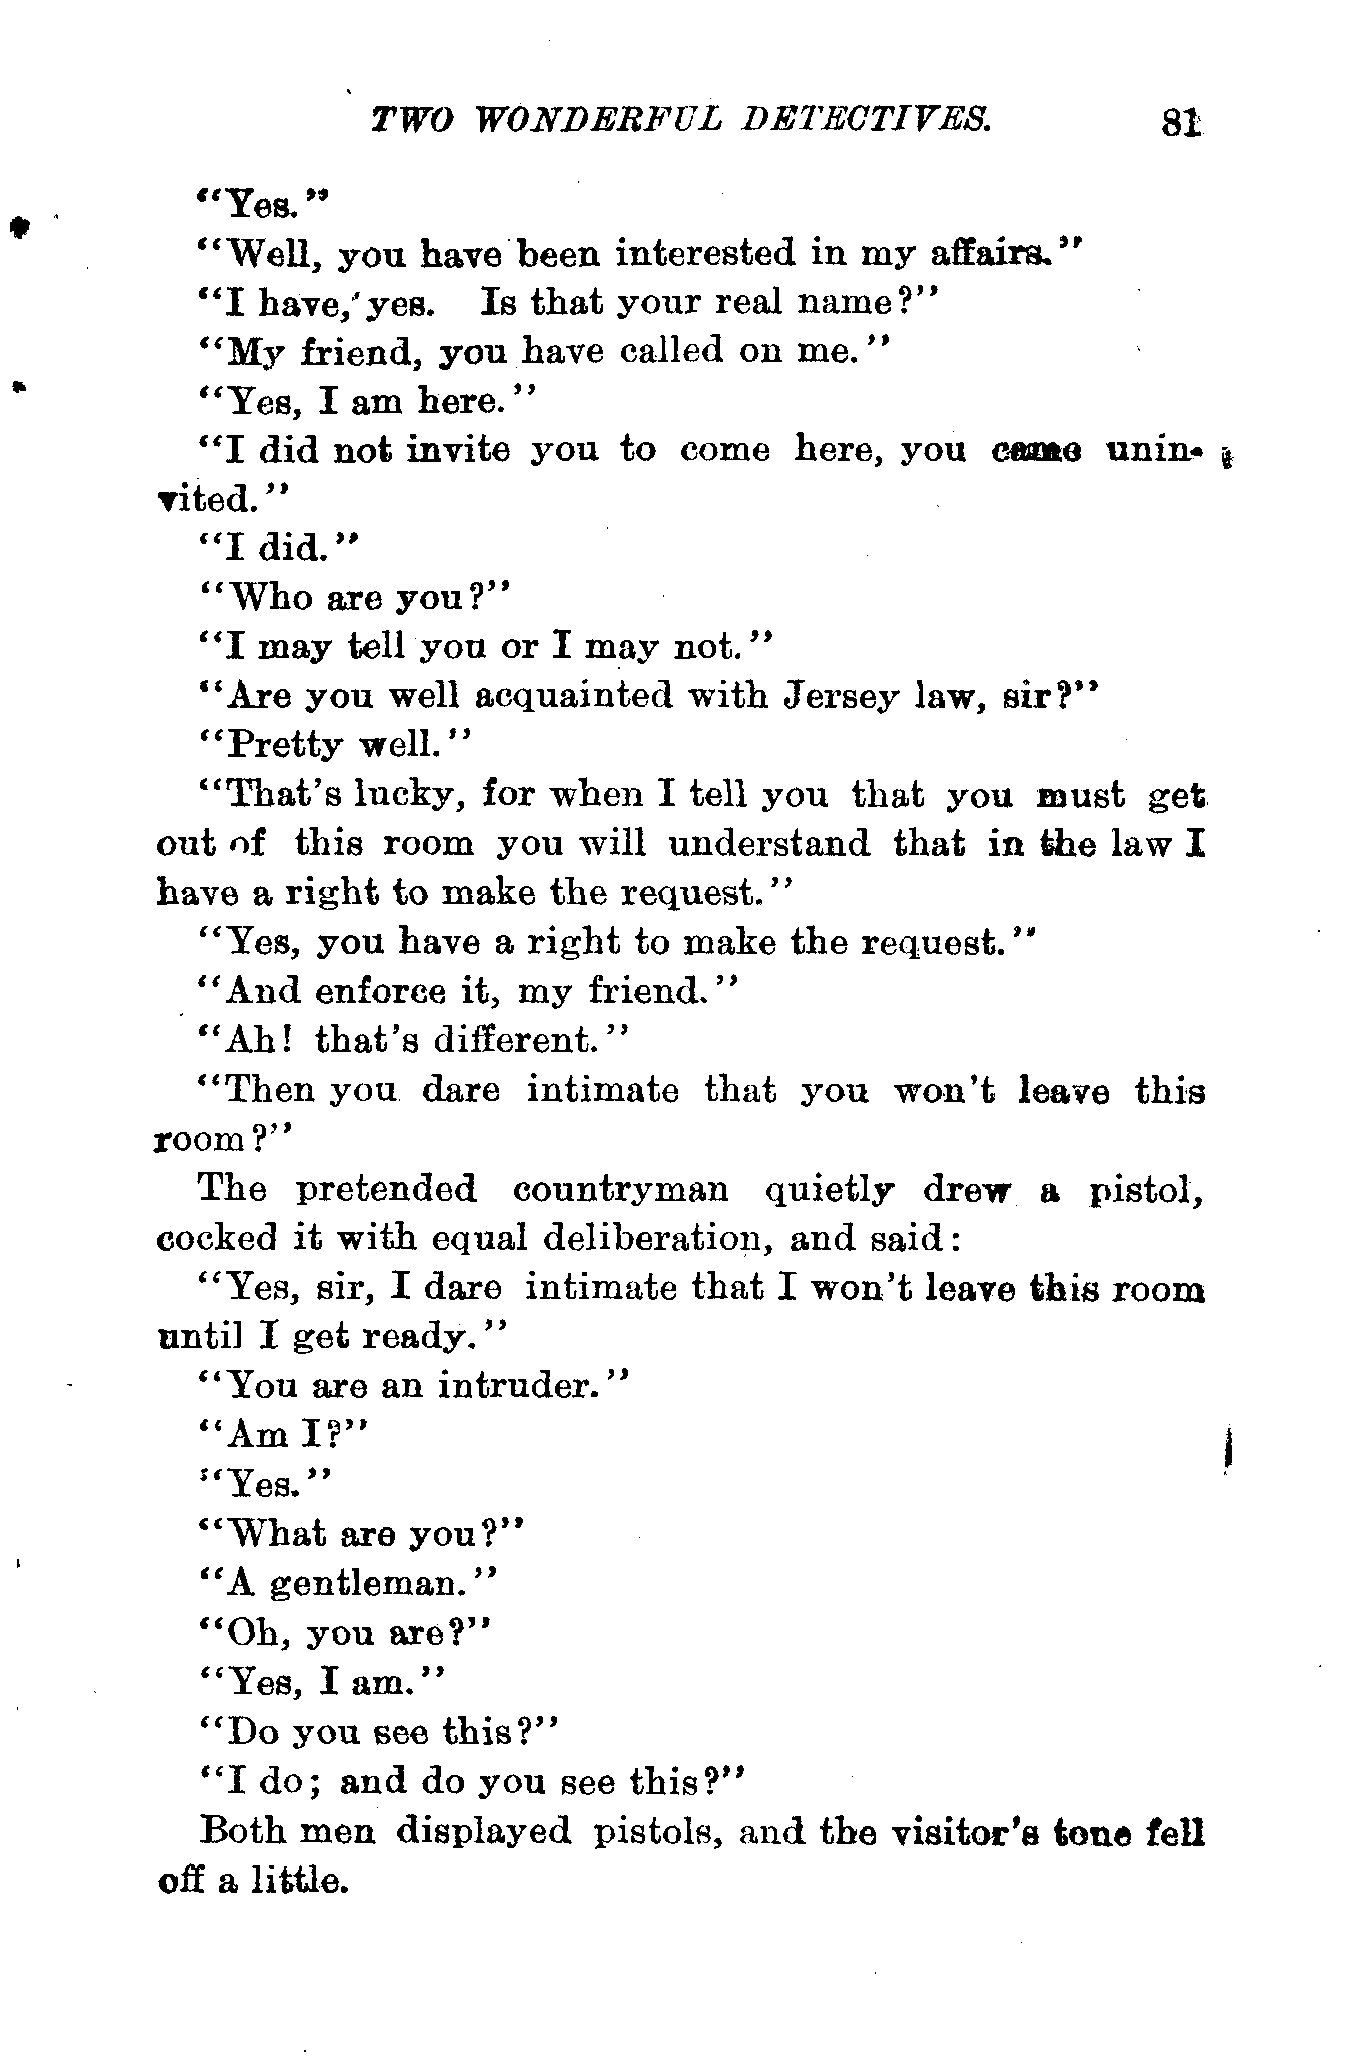 TWO WONDERFUL DETECTIVES. 81
"Yes."
"Well, you have been interested in my affairs."
"I have, yes. Is that your real name?"
"My friend, you have called on me."
"Yes, I am here."
"I did not invite you to come here, you came unin-
vited."
"I did."
"Who are you?"
"I may tell you or I may not."
"Are you well acquainted with Jersey law, sir?"
"Pretty well."
"That's lucky, for when I tell you that you must get
out of this room you will understand that in the law I
have a right to make the request."
"Yes, you have a right to make the request."
"And enforce it, my friend."
"Ah! that's different."
"Then you dare intimate that you won't leave this
room?"
The pretended countryman quietly drew a pistol,
cocked it with equal deliberation, and said:
"Yes, sir, I dare intimate that I won't leave this room
until I get ready."
"You are an intruder."
"Am I?"
"Yes."
"What are you?"
"A gentleman."
"Oh, you are?"
"Yes, I am."
"Do you see this?"
"I do; and do you see this?"
Both men displayed pistols, and the visitor's tone fell
off a little.